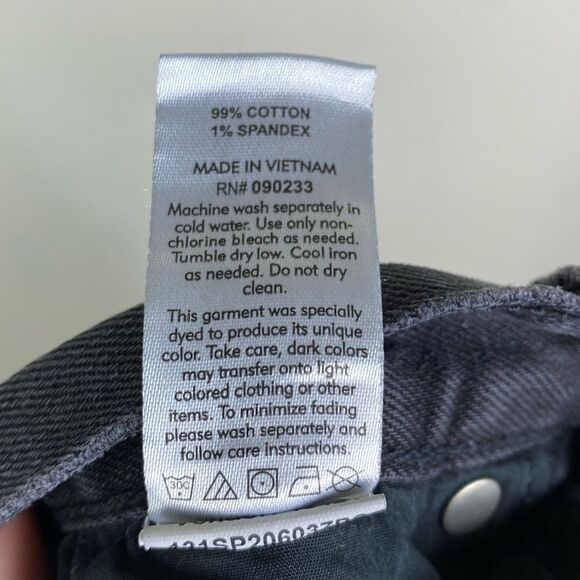 99% COTTON
1% SPANDEX
MADE IN VIETNAM
RN# 090233
Machine wash separately in
cold water. Use only non-
chlorine bleach as needed.
Tumble dry low. Cool iron
as needed. Do not dry
clean.
This garment was specially
dyed to produce its unique
color. Take care, dark colors
may transfer onto light
colored clothing or other
items. To minimize fading
please wash separately and
follow care instructions.
30C